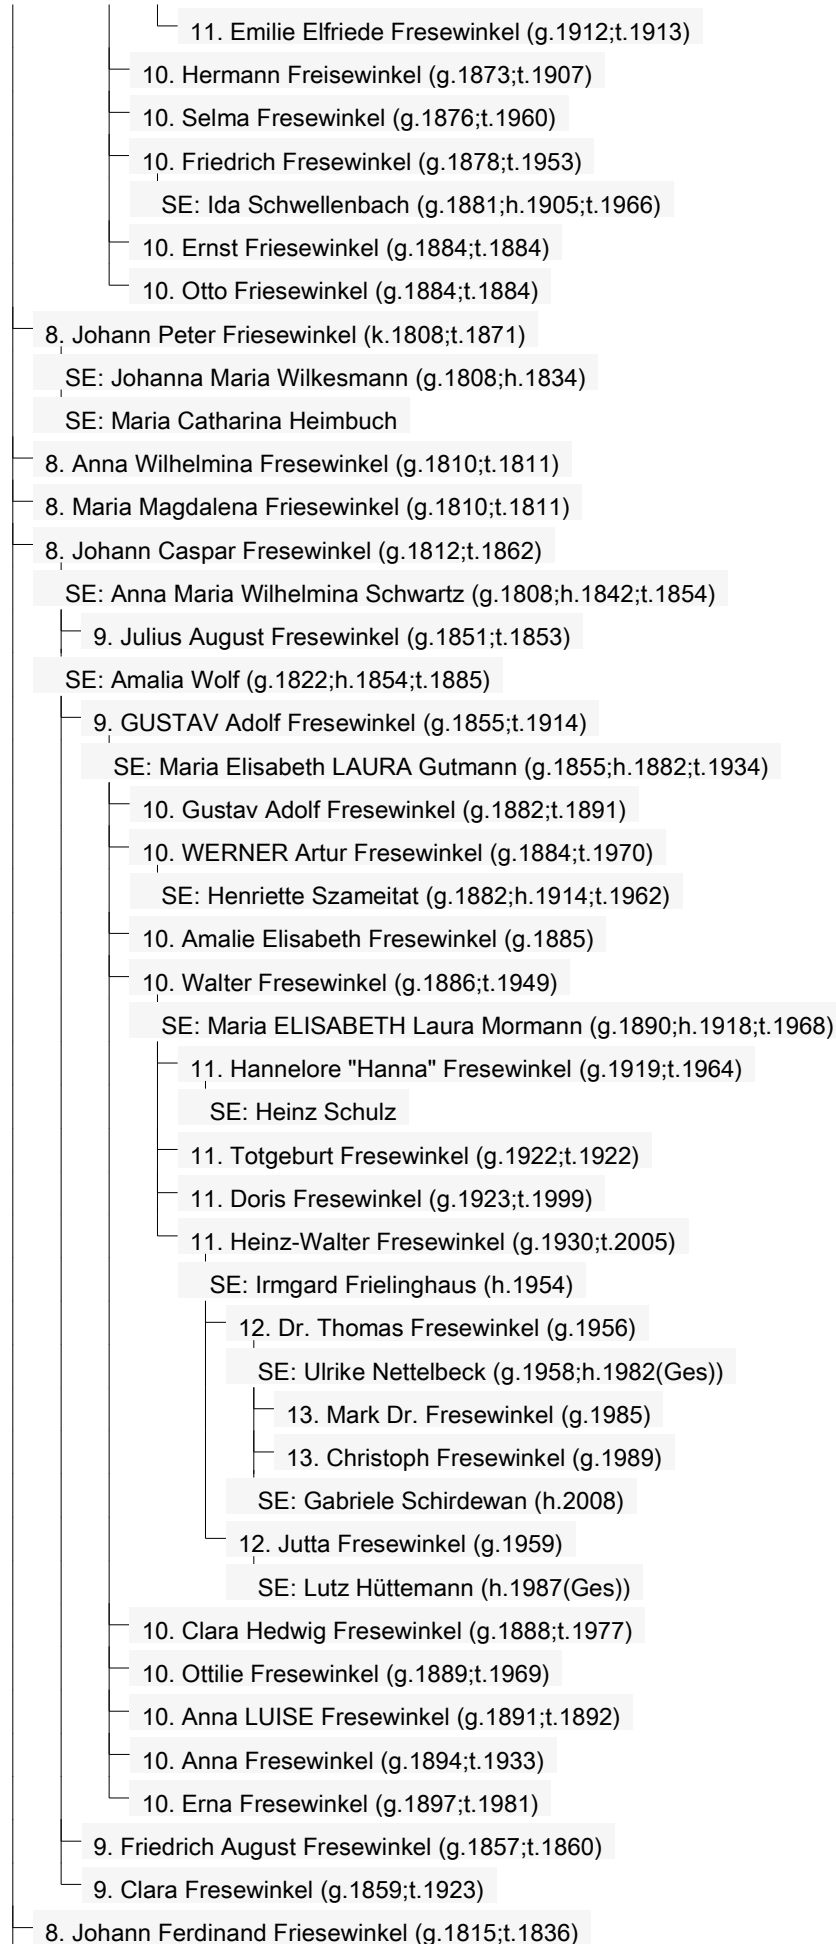 11. Emilie Elfriede Fresewinkel (g.1912;t.1913)
10. Hermann Freisewinkel (g.1873;t.1907)
10. Selma Fresewinkel (g.1876;t.1960)
10. Friedrich Fresewinkel (g.1878;t.1953)
SE: Ida Schwellenbach (g.1881;h.1905;t.1966)
10. Ernst Friesewinkel (g.1884;t.1884)
10. Otto Friesewinkel (g.1884;t.1884)
8. Johann Peter Friesewinkel (k.1808;t.1871)
SE: Johanna Maria Wilkesmann (g.1808;h.1834)
SE: Maria Catharina Heimbuch
8. Anna Wilhelmina Fresewinkel (g.1810;t.1811)
8. Maria Magdalena Friesewinkel (g.1810;t.1811)
8. Johann Caspar Fresewinkel (g.1812;t.1862)
SE: Anna Maria Wilhelmina Schwartz (g.1808;h.1842;t.1854)
9. Julius August Fresewinkel (g.1851;t.1853)
SE: Amalia Wolf (g.1822;h.1854;t.1885)
9. GUSTAV Adolf Fresewinkel (g.1855;t.1914)
SE: Maria Elisabeth LAURA Gutmann (g.1855;h.1882;t.1934)
10. Gustav Adolf Fresewinkel (g.1882;t.1891)
10. WERNER Artur Fresewinkel (g.1884;t.1970)
SE: Henriette Szameitat (g.1882;h.1914;t.1962)
10. Amalie Elisabeth Fresewinkel (g.1885)
10. Walter Fresewinkel (g.1886;t.1949)
SE: Maria ELISABETH Laura Mormann (g.1890;h.1918;t.1968)
11. Hannelore "Hanna" Fresewinkel (g.1919;t.1964)
SE: Heinz Schulz
11. Totgeburt Fresewinkel (g.1922;t.1922)
11. Doris Fresewinkel (g.1923;t.1999)
11. Heinz-Walter Fresewinkel (g.1930;t.2005)
SE: Irmgard Frielinghaus (h.1954)
12. Dr. Thomas Fresewinkel (g.1956)
SE: Ulrike Nettelbeck (g.1958;h.1982(Ges))
13. Mark Dr. Fresewinkel (g.1985)
13. Christoph Fresewinkel (g.1989)
SE: Gabriele Schirdewan (h.2008)
12. Jutta Fresewinkel (g.1959)
SE: Lutz Hüttemann (h.1987(Ges))
10. Clara Hedwig Fresewinkel (g.1888;t.1977)
10. Ottilie Fresewinkel (g.1889;t.1969)
10. Anna LUISE Fresewinkel (g.1891;t.1892)
10. Anna Fresewinkel (g.1894;t.1933)
10. Erna Fresewinkel (g.1897;t.1981)
9. Friedrich August Fresewinkel (g.1857;t.1860)
9. Clara Fresewinkel (g.1859;t.1923)
8. Johann Ferdinand Friesewinkel (g.1815;t.1836)